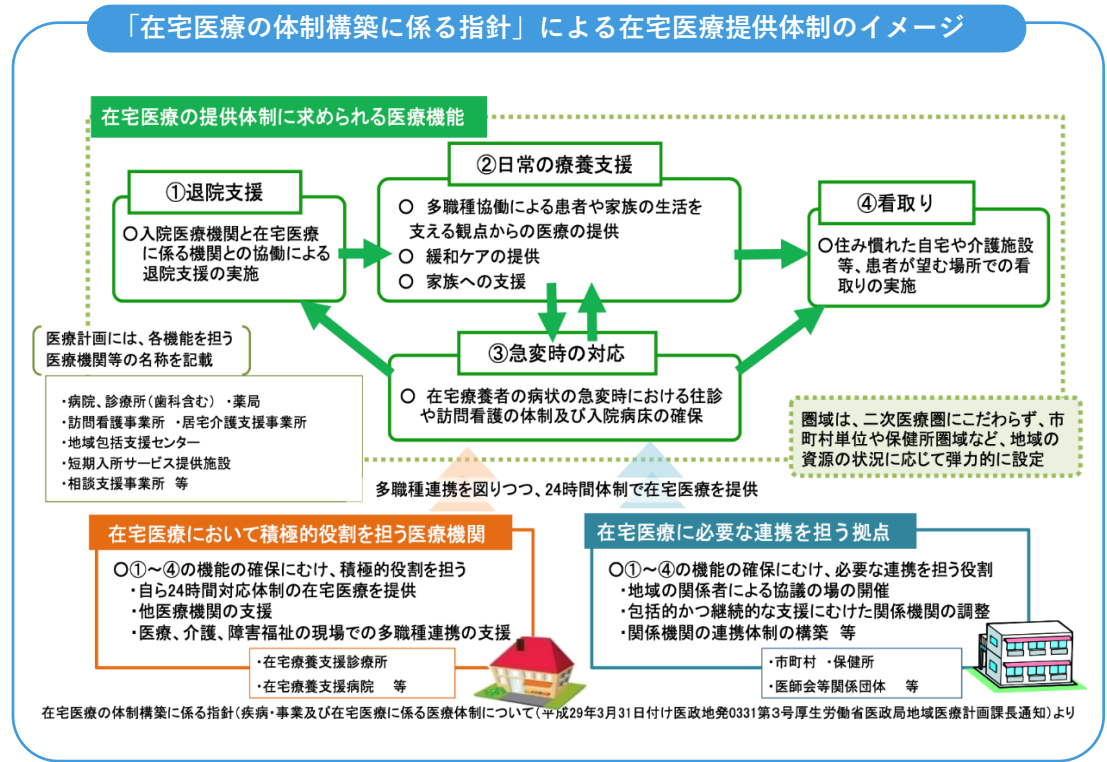 「在宅医療の体制構築に係る指針」による在宅医療提供体制のイメージ
在宅医療の提供体制に求められる医療機能
①退院支援
〇入院医療機関と在宅医療
に係る機関との協働による
退院支援の実施
②日常の療養支援
〇 多職種協働による患者や家族の生活を
支える観点からの医療の提供
〇 緩和ケアの提供
〇 家族への支援
④看取り
〇住み慣れた自宅や介護施設
等、患者が望む場所での看
取りの実施
③急変時の対応
〇 在宅療養者の病状の急変時における往診
や訪問看護の体制及び入院病床の確保
医療計画には、各機能を担う
医療機関等の名称を記載
・病院、診療所(歯科含む) ・薬局
・訪問看護事業所 ・居宅介護支援事業所
・地域包括支援センター
・短期入所サービス提供施設
・相談支援事業所 等
圏域は、二次医療圏にこだわらず、市
町村単位や保健所圏域など、地域の
資源の状況に応じて弾力的に設定
多職種連携を図りつつ、24時間体制で在宅医療を提供
在宅医療において積極的役割を担う医療機関
〇①～④の機能の確保にむけ、積極的役割を担う
・自ら24時間対応体制の在宅医療を提供
・他医療機関の支援
・医療、介護、障害福祉の現場での多職種連携の支援
・在宅療養支援診療所
・在宅療養支援病院 等
在宅医療に必要な連携を担う拠点
〇①～④の機能の確保にむけ、必要な連携を担う役割
・地域の関係者による協議の場の開催
・包括的かつ継続的な支援にむけた関係機関の調整
・関係機関の連携体制の構築 等
・市町村 ・保健所
・医師会等関係団体 等
在宅医療の体制構築に係る指針(疾病・事業及び在宅医療に係る医療体制について(平成29年3月31日付け医政地発0331第3号厚生労働省医政局地域医療計画課長通知)より